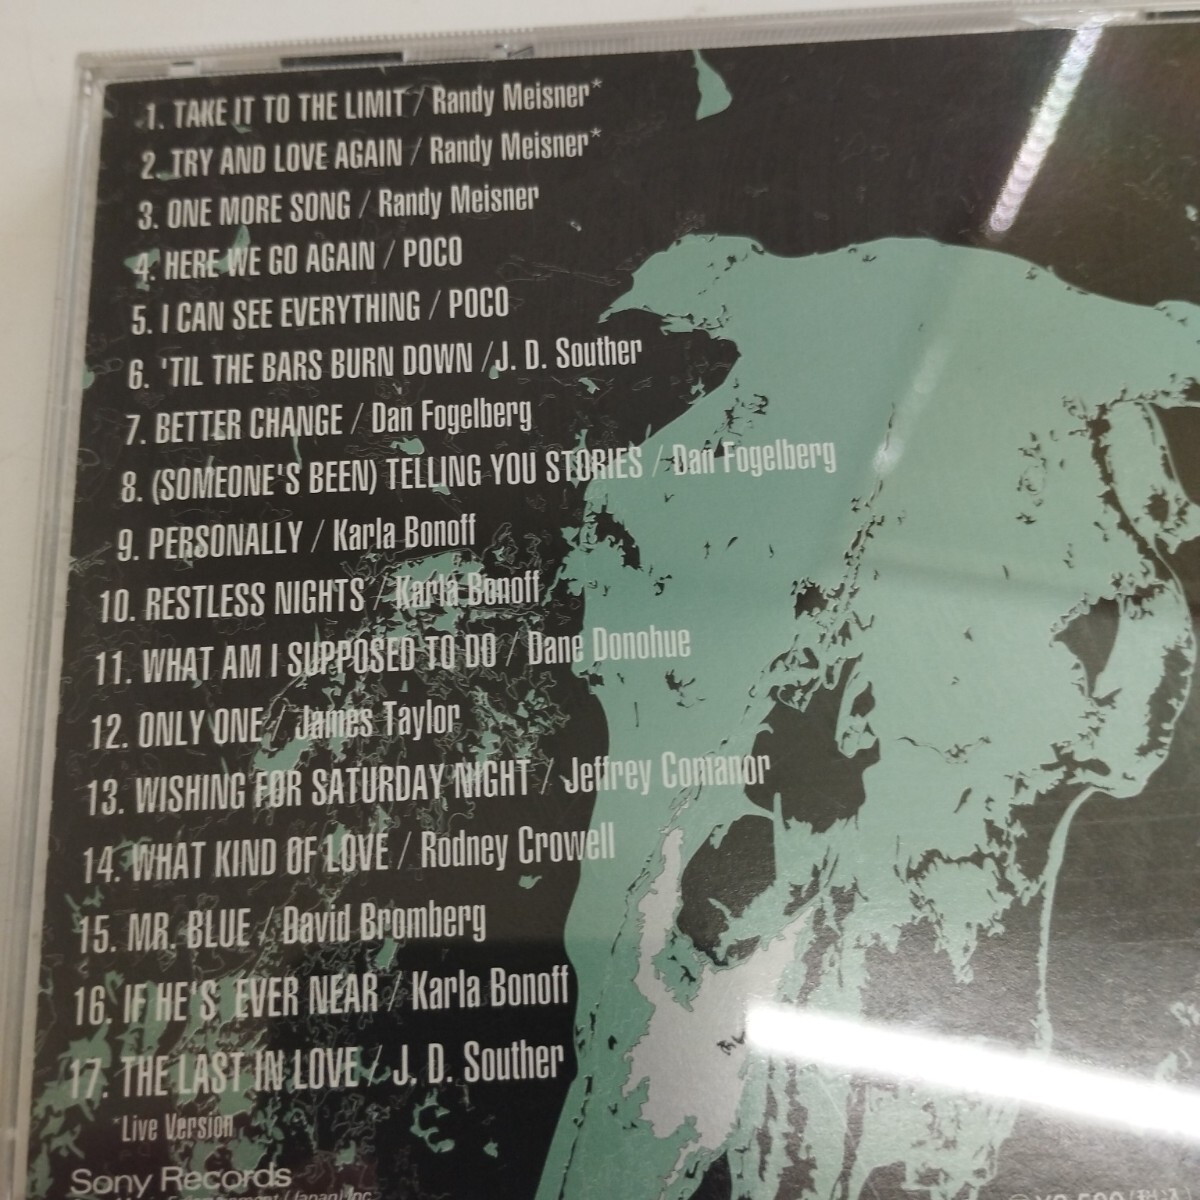 1. TAKE IT TO THE LIMIT / Randy Meisner*
2. TRY AND LOVE AGAIN / Randy Meisner*
3. ONE MORE SONG / Randy Meisner
4. HERE WE GO AGAIN / POCO
5. I CAN SEE EVERYTHING / POCO
6. 'TIL THE BARS BURN DOWN /J. D. Souther
7. BETTER CHANGE / Dan Fogelberg
8. (SOMEONE'S BEEN) TELLING YOU STORIES / Dan Fogelberg
9. PERSONALLY / Karla Bonoff
10. RESTLESS NIGHTS / Karla Bonoff
11. WHAT AM I SUPPOSED TO DO / Dane Donohue
12. ONLY ONE / James Taylor
13. WISHING FOR SATURDAY NIGHT / Jeffrey Comanor
14. WHAT KIND OF LOVE / Rodney Crowell
15. MR. BLUE / David Bromberg
16. IF HE'S EVER NEAR / Karla Bonoff
17. THE LAST IN LOVE / J. D. Souther
*Live Version
Sony Records
(Japan) Inc.